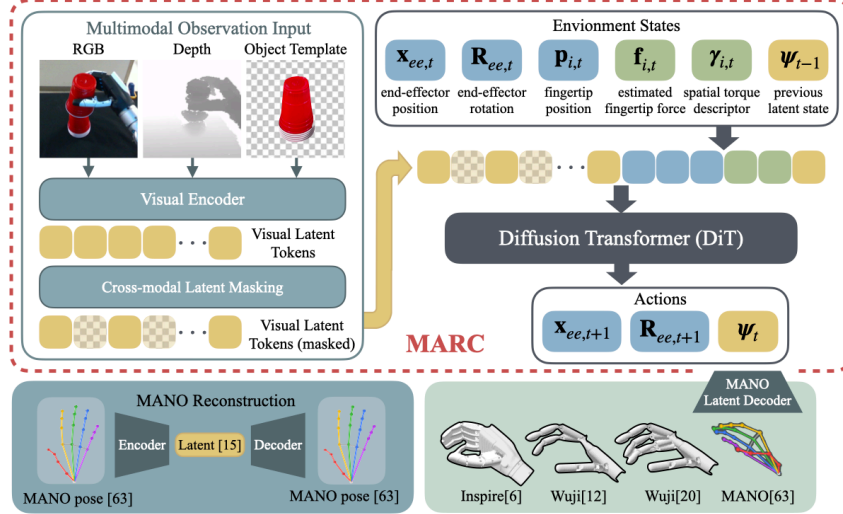 Multimodal Observation Input
RGB
Depth
Object Template
Visual Encoder
Visual Latent
Tokens
Cross-modal Latent Masking
Visual Latent
Tokens (masked)
Envionment States
x_ee,t
R_ee,t
p_i,t
f_i,t
γ_i,t
ψ_t−1
end-effector
position
end-effector
rotation
fingertip
position
estimated
fingertip force
spatial torque
descriptor
previous
latent state
Diffusion Transformer (DiT)
Actions
x_ee,t+1
R_ee,t+1
ψ_t
MARC
MANO Reconstruction
Encoder
Latent [15]
Decoder
MANO pose [63]
MANO pose [63]
MANO
Latent Decoder
Inspire[6]
Wuji[12]
Wuji[20]
MANO[63]